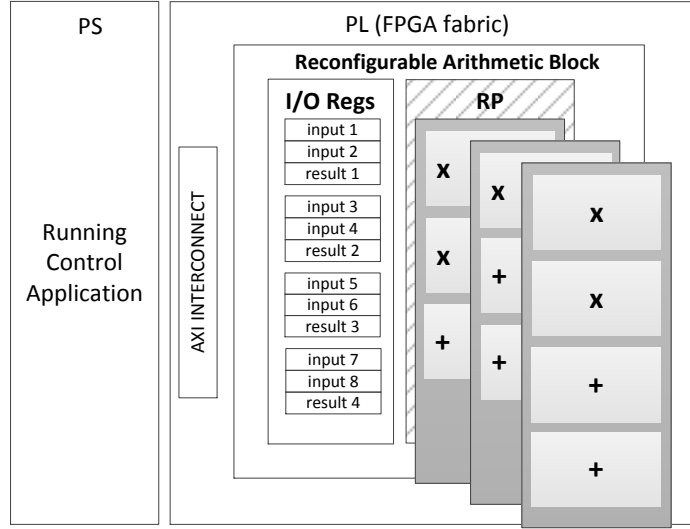 PS
PL (FPGA fabric)
Reconfigurable Arithmetic Block
I/O Regs
RP
input 1
input 2
result 1
input 3
input 4
result 2
input 5
input 6
result 3
input 7
input 8
result 4
AXI INTERCONNECT
Running
Control
Application
x
x
+
x
+
+
x
x
+
+